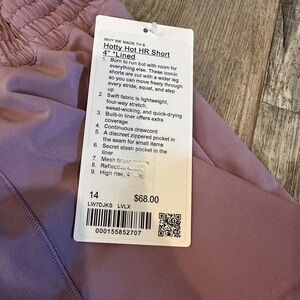 WHY WE MADE THIS
Hotty Hot HR Short
4" *Lined
1. Born to run but with room for
everything else. These iconic
shorts are cut with a wider leg
so you can move freely through
every stride, squat, and step
up
2. Swift fabric is lightweight,
four-way stretch,
sweat-wicking, and quick-drying
3. Built-in liner offers extra
coverage
4. Continuous drawcord
5. A discreet zippered pocket in
the seam for small items
6. Secret stash pocket in the
liner
7. Mesh
8. Reflective
9. High rise, 4"
14 $68.00
LW7DJKS LVLX
000155852707